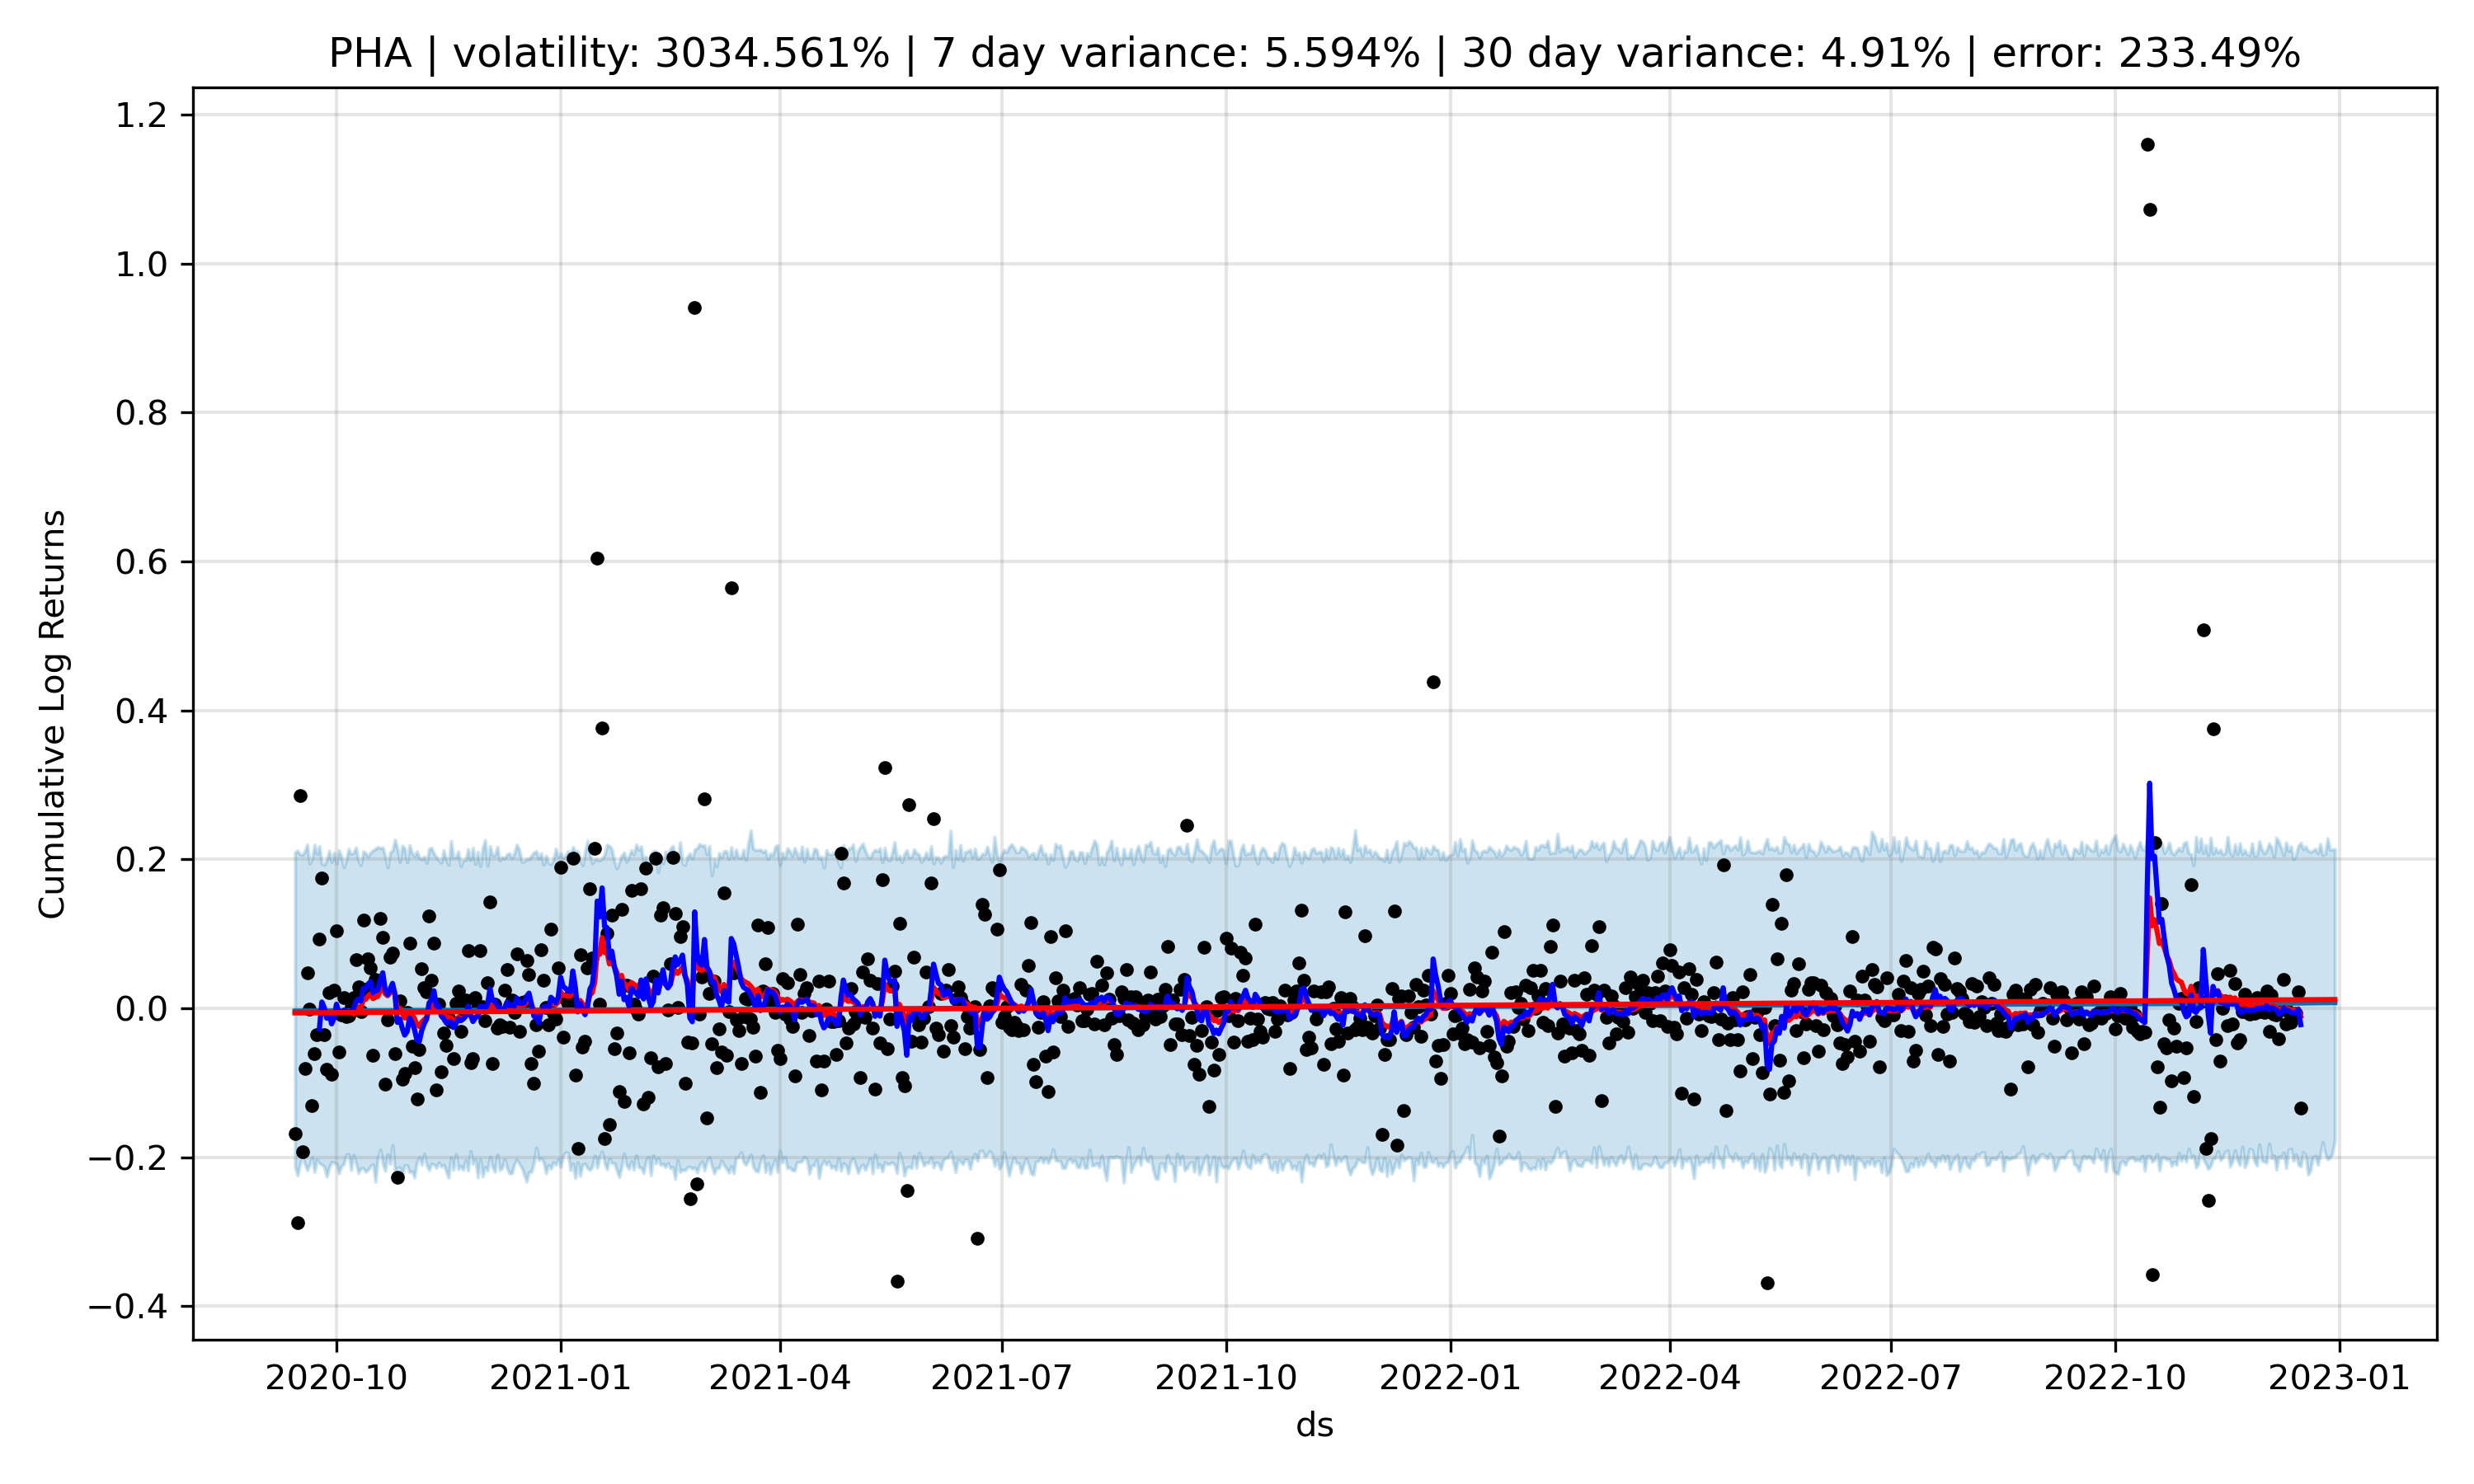 PHA | volatility: 3034.561% | 7 day variance: 5.594% | 30 day variance: 4.91% | error: 233.49%
1.2
1.0
0.8
0.6
0.4
0.2
0.0
−0.2
−0.4
Cumulative Log Returns
2020-10 2021-01 2021-04 2021-07 2021-10 2022-01 2022-04 2022-07 2022-10 2023-01
ds